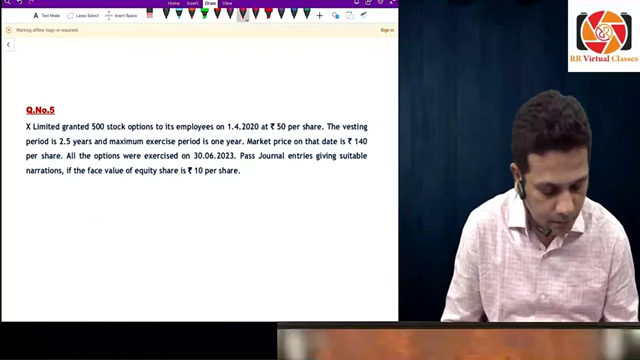 Home Insert Draw View
Text Mode Lasso Select Insert Space
Working offline (sign in required) Sign in
RR Virtual Classes
Q.No.5
X Limited granted 500 stock options to its employees on 1.4.2020 at ₹ 50 per share. The vesting
period is 2.5 years and maximum exercise period is one year. Market price on that date is ₹ 140
per share. All the options were exercised on 30.06.2023. Pass Journal entries giving suitable
narrations, if the face value of equity share is ₹ 10 per share.